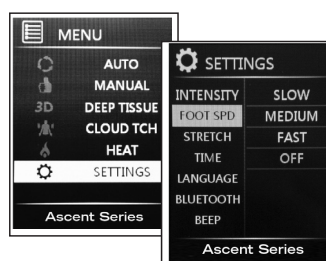 MENU
AUTO
MANUAL
3D DEEP TISSUE
CLOUD TCH
HEAT
SETTINGS
Ascent Series
SETTINGS
INTENSITY SLOW
FOOT SPD MEDIUM
STRETCH FAST
TIME OFF
LANGUAGE
BLUETOOTH
BEEP
Ascent Series